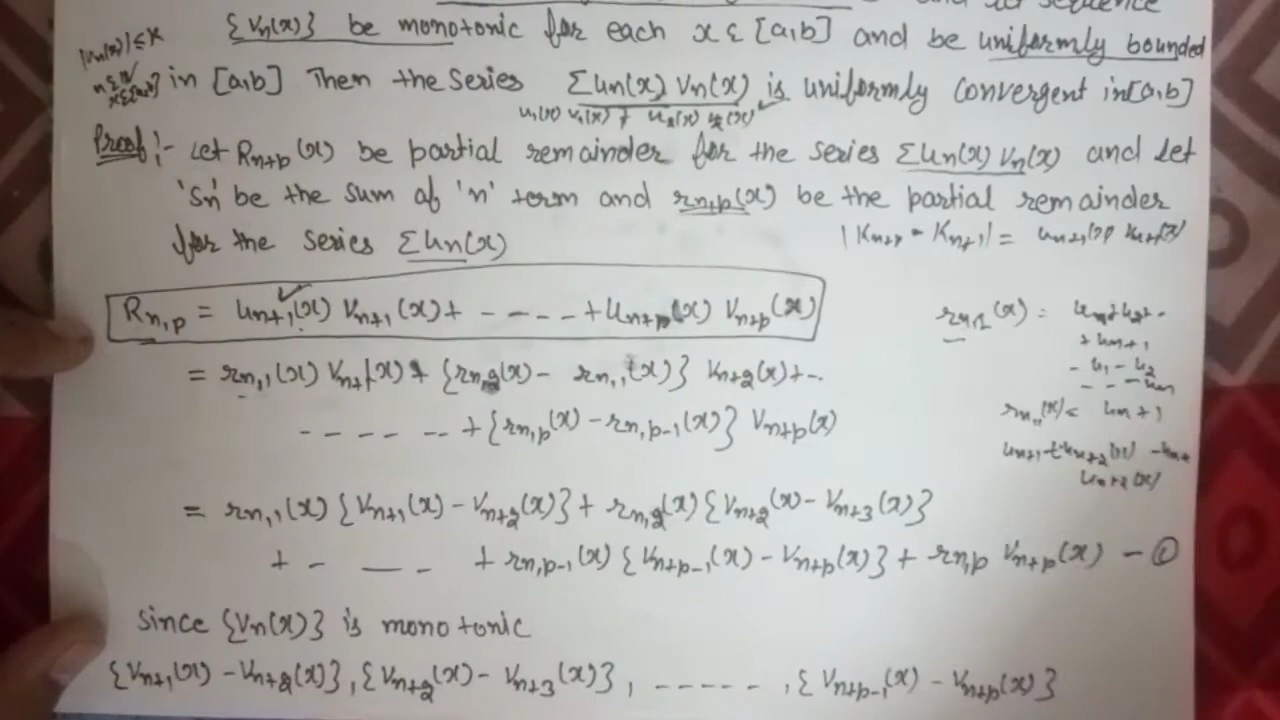 sequence
{Vn(x)} be monotonic for each x ε [a,b] and be uniformly bounded
in [a,b] Then the series Σun(x) Vn(x) is uniformly convergent in [a,b]
u1(x) v1(x) + u2(x) v2(x)
Proof:- Let Rn+p(x) be partial remainder for the series Σun(x) Vn(x) and let
'Sn' be the sum of 'n' term and rn,p(x) be the partial remainder
for the series Σun(x)
Rn,p = un+1(x) Vn+1(x) + - - - - + un+p(x) Vn+p(x)
= rn,1(x) Vn+1(x) + {rn,2(x) - rn,1(x)} Vn+2(x) + -.
- - - - - - + {rn,p(x) - rn,p-1(x)} Vn+p(x)
= rn,1(x) {Vn+1(x) - Vn+2(x)} + rn,2(x) {Vn+2(x) - Vn+3(x)}
+ - - - + rn,p-1(x) {Vn+p-1(x) - Vn+p(x)} + rn,p Vn+p(x) - ①
since {Vn(x)} is monotonic
{Vn+1(x) - Vn+2(x)}, {Vn+2(x) - Vn+3(x)}, - - - - - - , {Vn+p-1(x) - Vn+p(x)}